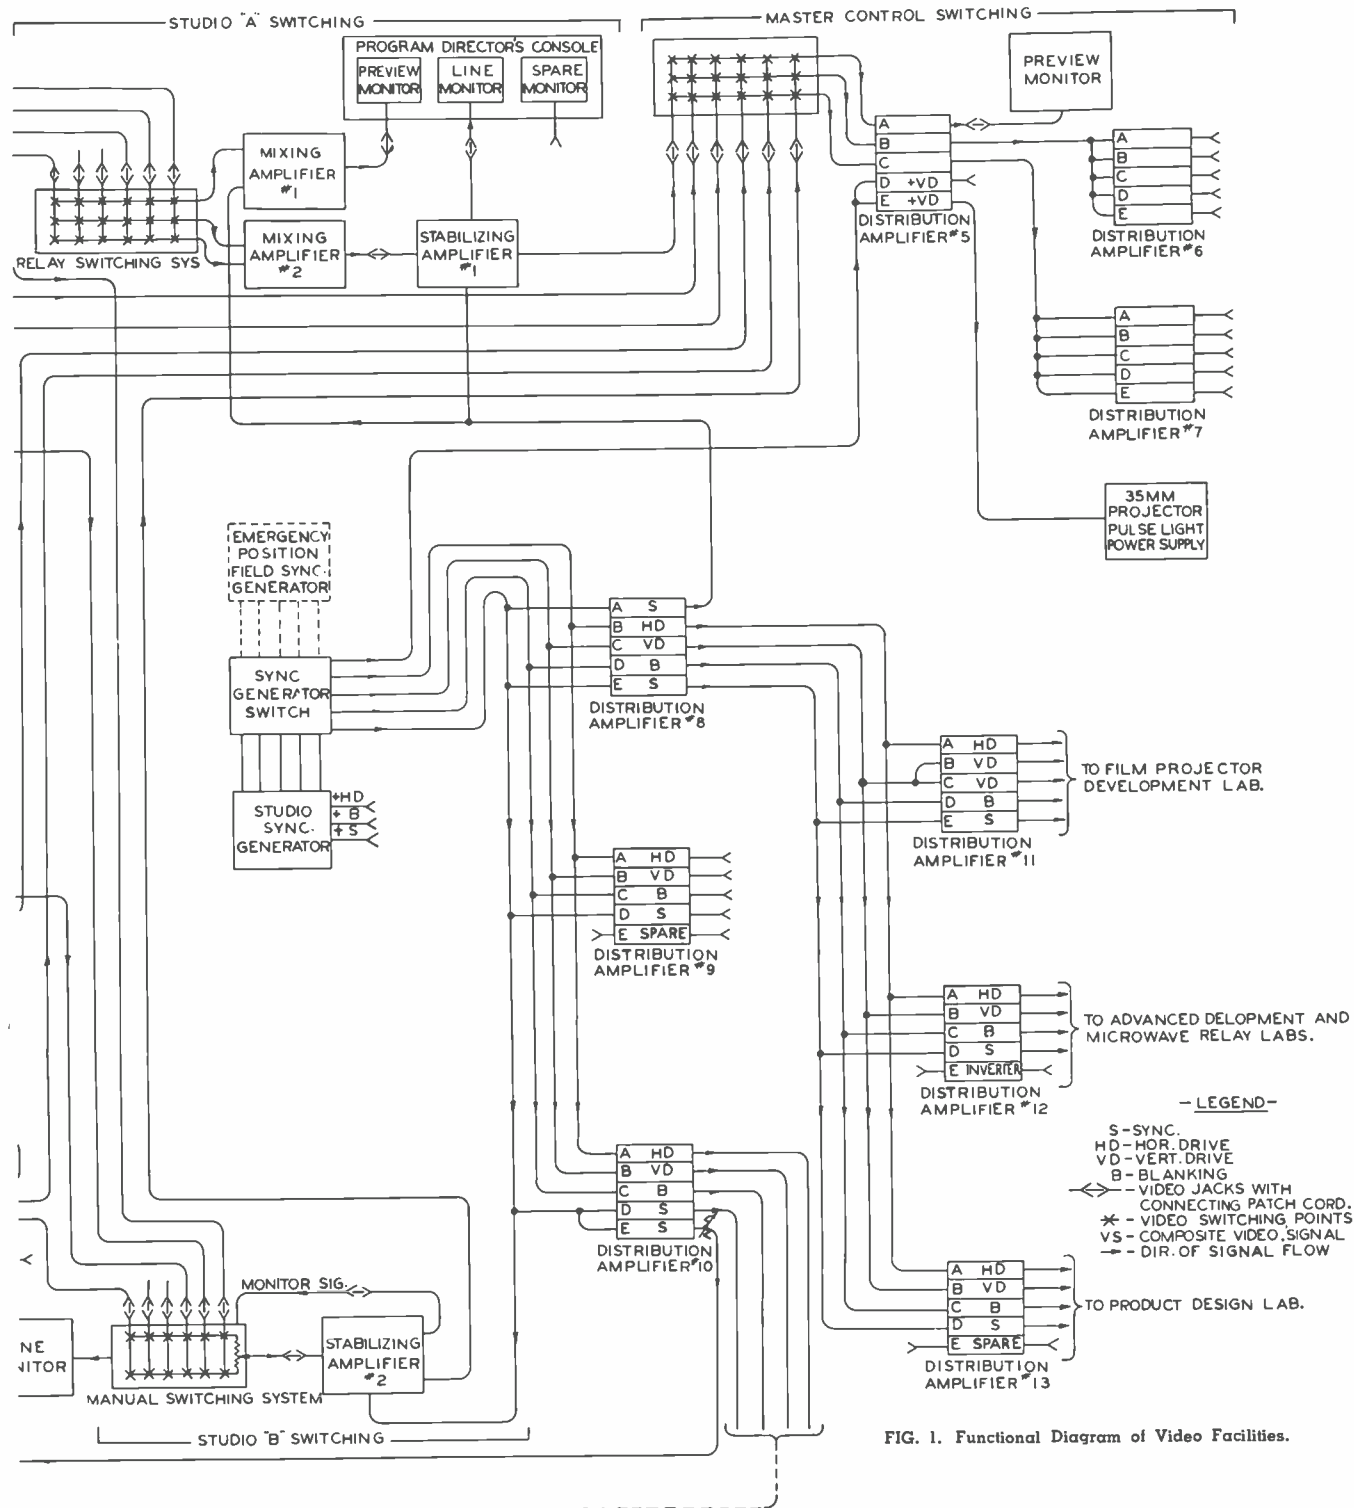 STUDIO "A" SWITCHING
MASTER CONTROL SWITCHING
PROGRAM DIRECTOR'S CONSOLE
PREVIEW
MONITOR
LINE
MONITOR
SPARE
MONITOR
PREVIEW
MONITOR
MIXING
AMPLIFIER
#1
MIXING
AMPLIFIER
#2
STABILIZING
AMPLIFIER
#1
RELAY SWITCHING SYS
A
B
C
D +VD
E +VD
DISTRIBUTION
AMPLIFIER #5
A
B
C
D
E
DISTRIBUTION
AMPLIFIER #6
A
B
C
D
E
DISTRIBUTION
AMPLIFIER #7
35MM
PROJECTOR
PULSE LIGHT
POWER SUPPLY
EMERGENCY
POSITION
FIELD SYNC.
GENERATOR
SYNC
GENERATOR
SWITCH
STUDIO
SYNC.
GENERATOR
+HD
+ B
+ S
A S
B HD
C VD
D B
E S
DISTRIBUTION
AMPLIFIER #8
A HD
B VD
C B
D S
E SPARE
DISTRIBUTION
AMPLIFIER #9
A HD
B VD
C B
D S
E S
DISTRIBUTION
AMPLIFIER #10
A HD
B VD
C VD
D B
E S
DISTRIBUTION
AMPLIFIER #11
TO FILM PROJECTOR
DEVELOPMENT LAB.
A HD
B VD
C B
D S
E INVERTER
DISTRIBUTION
AMPLIFIER #12
TO ADVANCED DELOPMENT AND
MICROWAVE RELAY LABS.
A HD
B VD
C B
D S
E SPARE
DISTRIBUTION
AMPLIFIER #13
TO PRODUCT DESIGN LAB.
- LEGEND -
S - SYNC.
HD - HOR. DRIVE
VD - VERT. DRIVE
B - BLANKING
- VIDEO JACKS WITH
CONNECTING PATCH CORD.
- VIDEO SWITCHING POINTS
VS - COMPOSITE VIDEO SIGNAL
- DIR. OF SIGNAL FLOW
MONITOR SIG.
NE
NITOR
STABILIZING
AMPLIFIER
#2
MANUAL SWITCHING SYSTEM
STUDIO "B" SWITCHING
FIG. 1. Functional Diagram of Video Facilities.